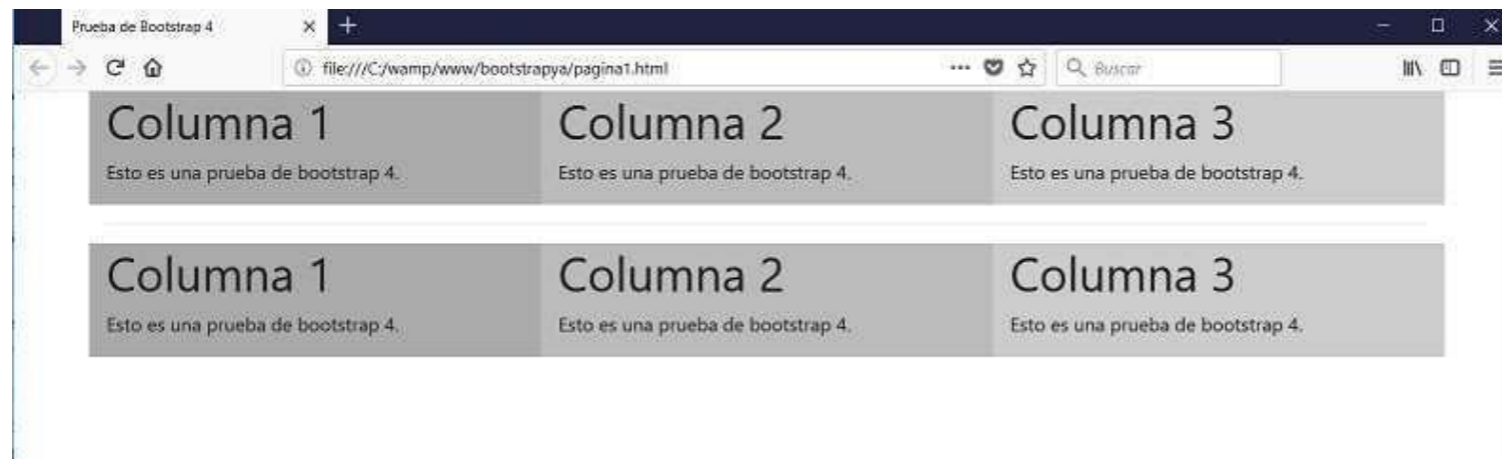 Prueba de Bootstrap 4
file:///C:/wamp/www/bootstrapya/pagina1.html
Buscar
Columna 1 Columna 2 Columna 3
Esto es una prueba de bootstrap 4. Esto es una prueba de bootstrap 4. Esto es una prueba de bootstrap 4.
Columna 1 Columna 2 Columna 3
Esto es una prueba de bootstrap 4. Esto es una prueba de bootstrap 4. Esto es una prueba de bootstrap 4.